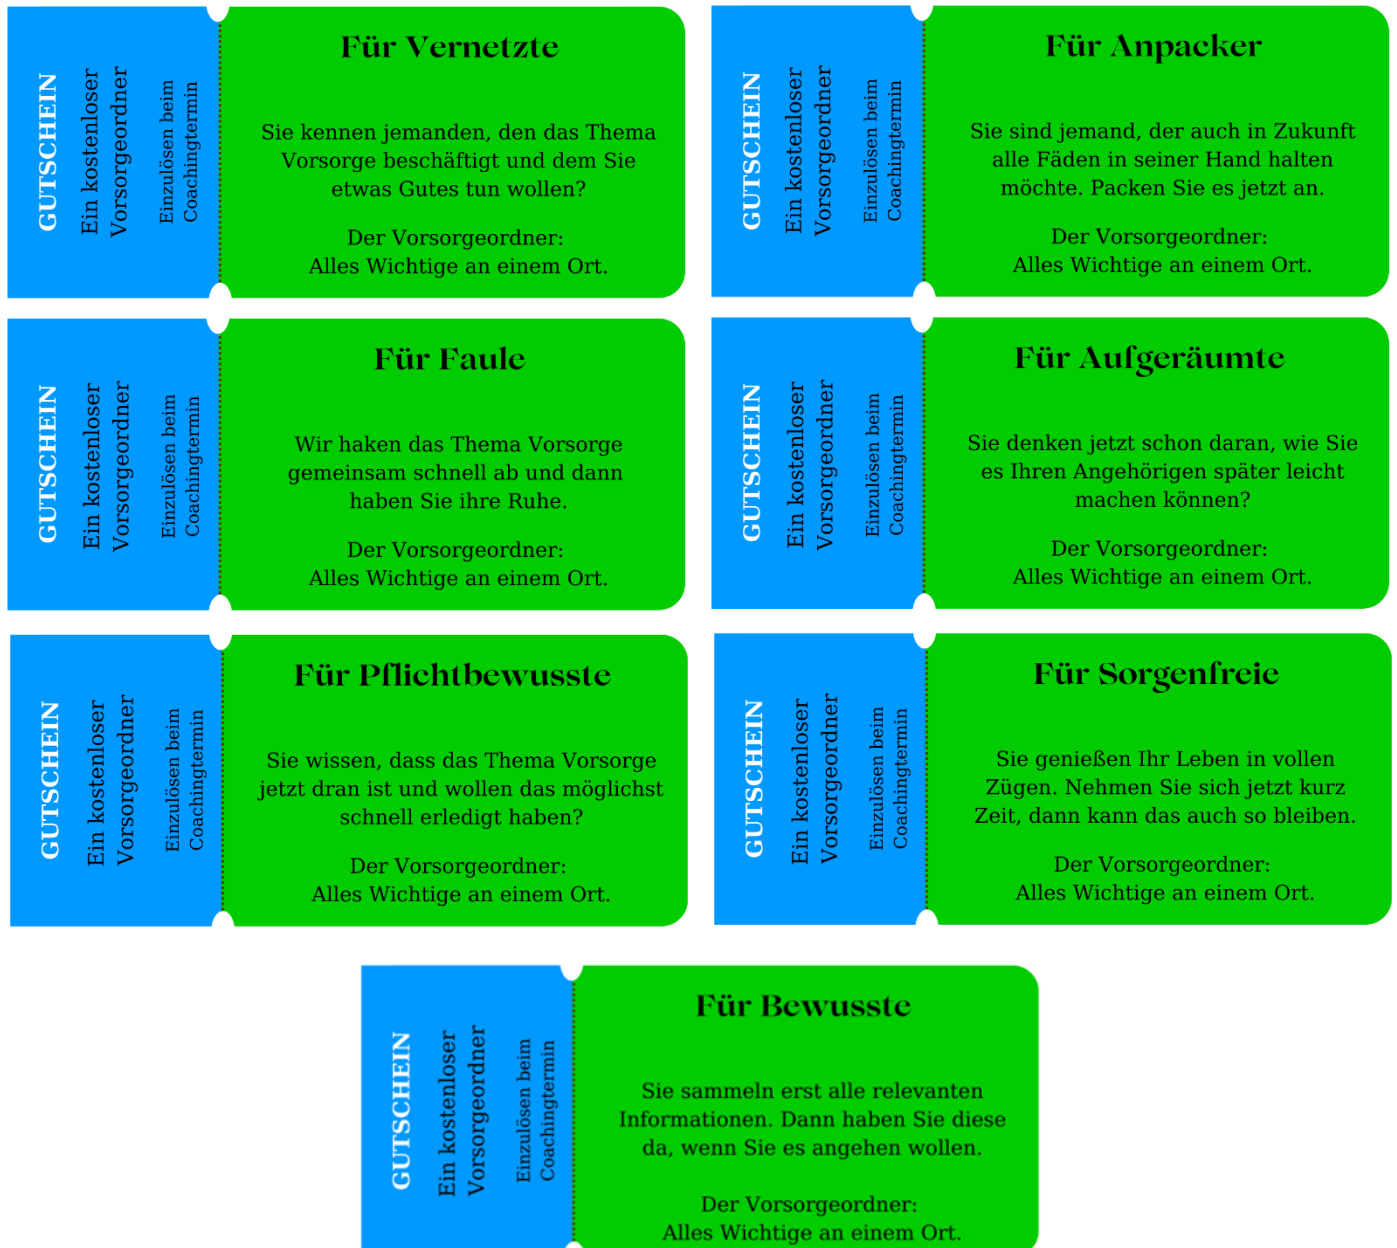 GUTSCHEIN
Ein kostenloser
Vorsorgeordner
Einzulösen beim
Coachingtermin
Für Vernetzte
Sie kennen jemanden, den das Thema
Vorsorge beschäftigt und dem Sie
etwas Gutes tun wollen?
Der Vorsorgeordner:
Alles Wichtige an einem Ort.
GUTSCHEIN
Ein kostenloser
Vorsorgeordner
Einzulösen beim
Coachingtermin
Für Anpacker
Sie sind jemand, der auch in Zukunft
alle Fäden in seiner Hand halten
möchte. Packen Sie es jetzt an.
Der Vorsorgeordner:
Alles Wichtige an einem Ort.
GUTSCHEIN
Ein kostenloser
Vorsorgeordner
Einzulösen beim
Coachingtermin
Für Faule
Wir haken das Thema Vorsorge
gemeinsam schnell ab und dann
haben Sie ihre Ruhe.
Der Vorsorgeordner:
Alles Wichtige an einem Ort.
GUTSCHEIN
Ein kostenloser
Vorsorgeordner
Einzulösen beim
Coachingtermin
Für Aufgeräumte
Sie denken jetzt schon daran, wie Sie
es Ihren Angehörigen später leicht
machen können?
Der Vorsorgeordner:
Alles Wichtige an einem Ort.
GUTSCHEIN
Ein kostenloser
Vorsorgeordner
Einzulösen beim
Coachingtermin
Für Pflichtbewusste
Sie wissen, dass das Thema Vorsorge
jetzt dran ist und wollen das möglichst
schnell erledigt haben?
Der Vorsorgeordner:
Alles Wichtige an einem Ort.
GUTSCHEIN
Ein kostenloser
Vorsorgeordner
Einzulösen beim
Coachingtermin
Für Sorgenfreie
Sie genießen Ihr Leben in vollen
Zügen. Nehmen Sie sich jetzt kurz
Zeit, dann kann das auch so bleiben.
Der Vorsorgeordner:
Alles Wichtige an einem Ort.
GUTSCHEIN
Ein kostenloser
Vorsorgeordner
Einzulösen beim
Coachingtermin
Für Bewusste
Sie sammeln erst alle relevanten
Informationen. Dann haben Sie diese
da, wenn Sie es angehen wollen.
Der Vorsorgeordner:
Alles Wichtige an einem Ort.